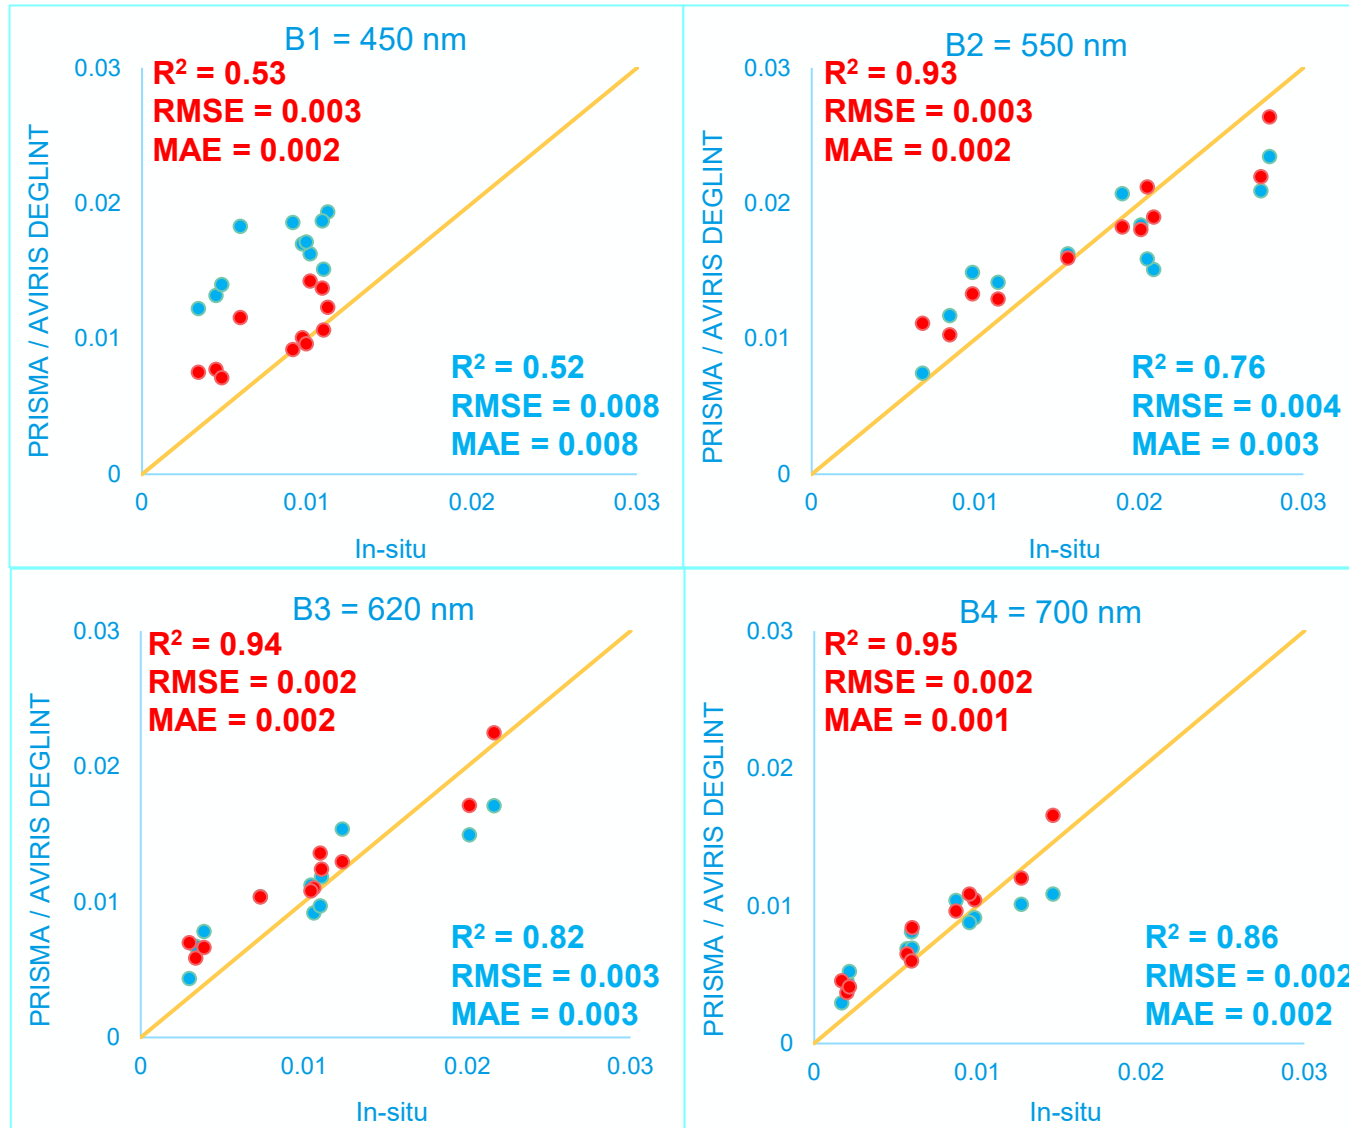 B1 = 450 nm
R² = 0.53
RMSE = 0.003
MAE = 0.002
R² = 0.52
RMSE = 0.008
MAE = 0.008
PRISMA / AVIRIS DEGLINT
0.03
0.02
0.01
0
0 0.01 0.02 0.03
In-situ
B2 = 550 nm
R² = 0.93
RMSE = 0.003
MAE = 0.002
R² = 0.76
RMSE = 0.004
MAE = 0.003
PRISMA / AVIRIS DEGLINT
0.03
0.02
0.01
0
0 0.01 0.02 0.03
In-situ
B3 = 620 nm
R² = 0.94
RMSE = 0.002
MAE = 0.002
R² = 0.82
RMSE = 0.003
MAE = 0.003
PRISMA / AVIRIS DEGLINT
0.03
0.02
0.01
0
0 0.01 0.02 0.03
In-situ
B4 = 700 nm
R² = 0.95
RMSE = 0.002
MAE = 0.001
R² = 0.86
RMSE = 0.002
MAE = 0.002
PRISMA / AVIRIS DEGLINT
0.03
0.02
0.01
0
0 0.01 0.02 0.03
In-situ